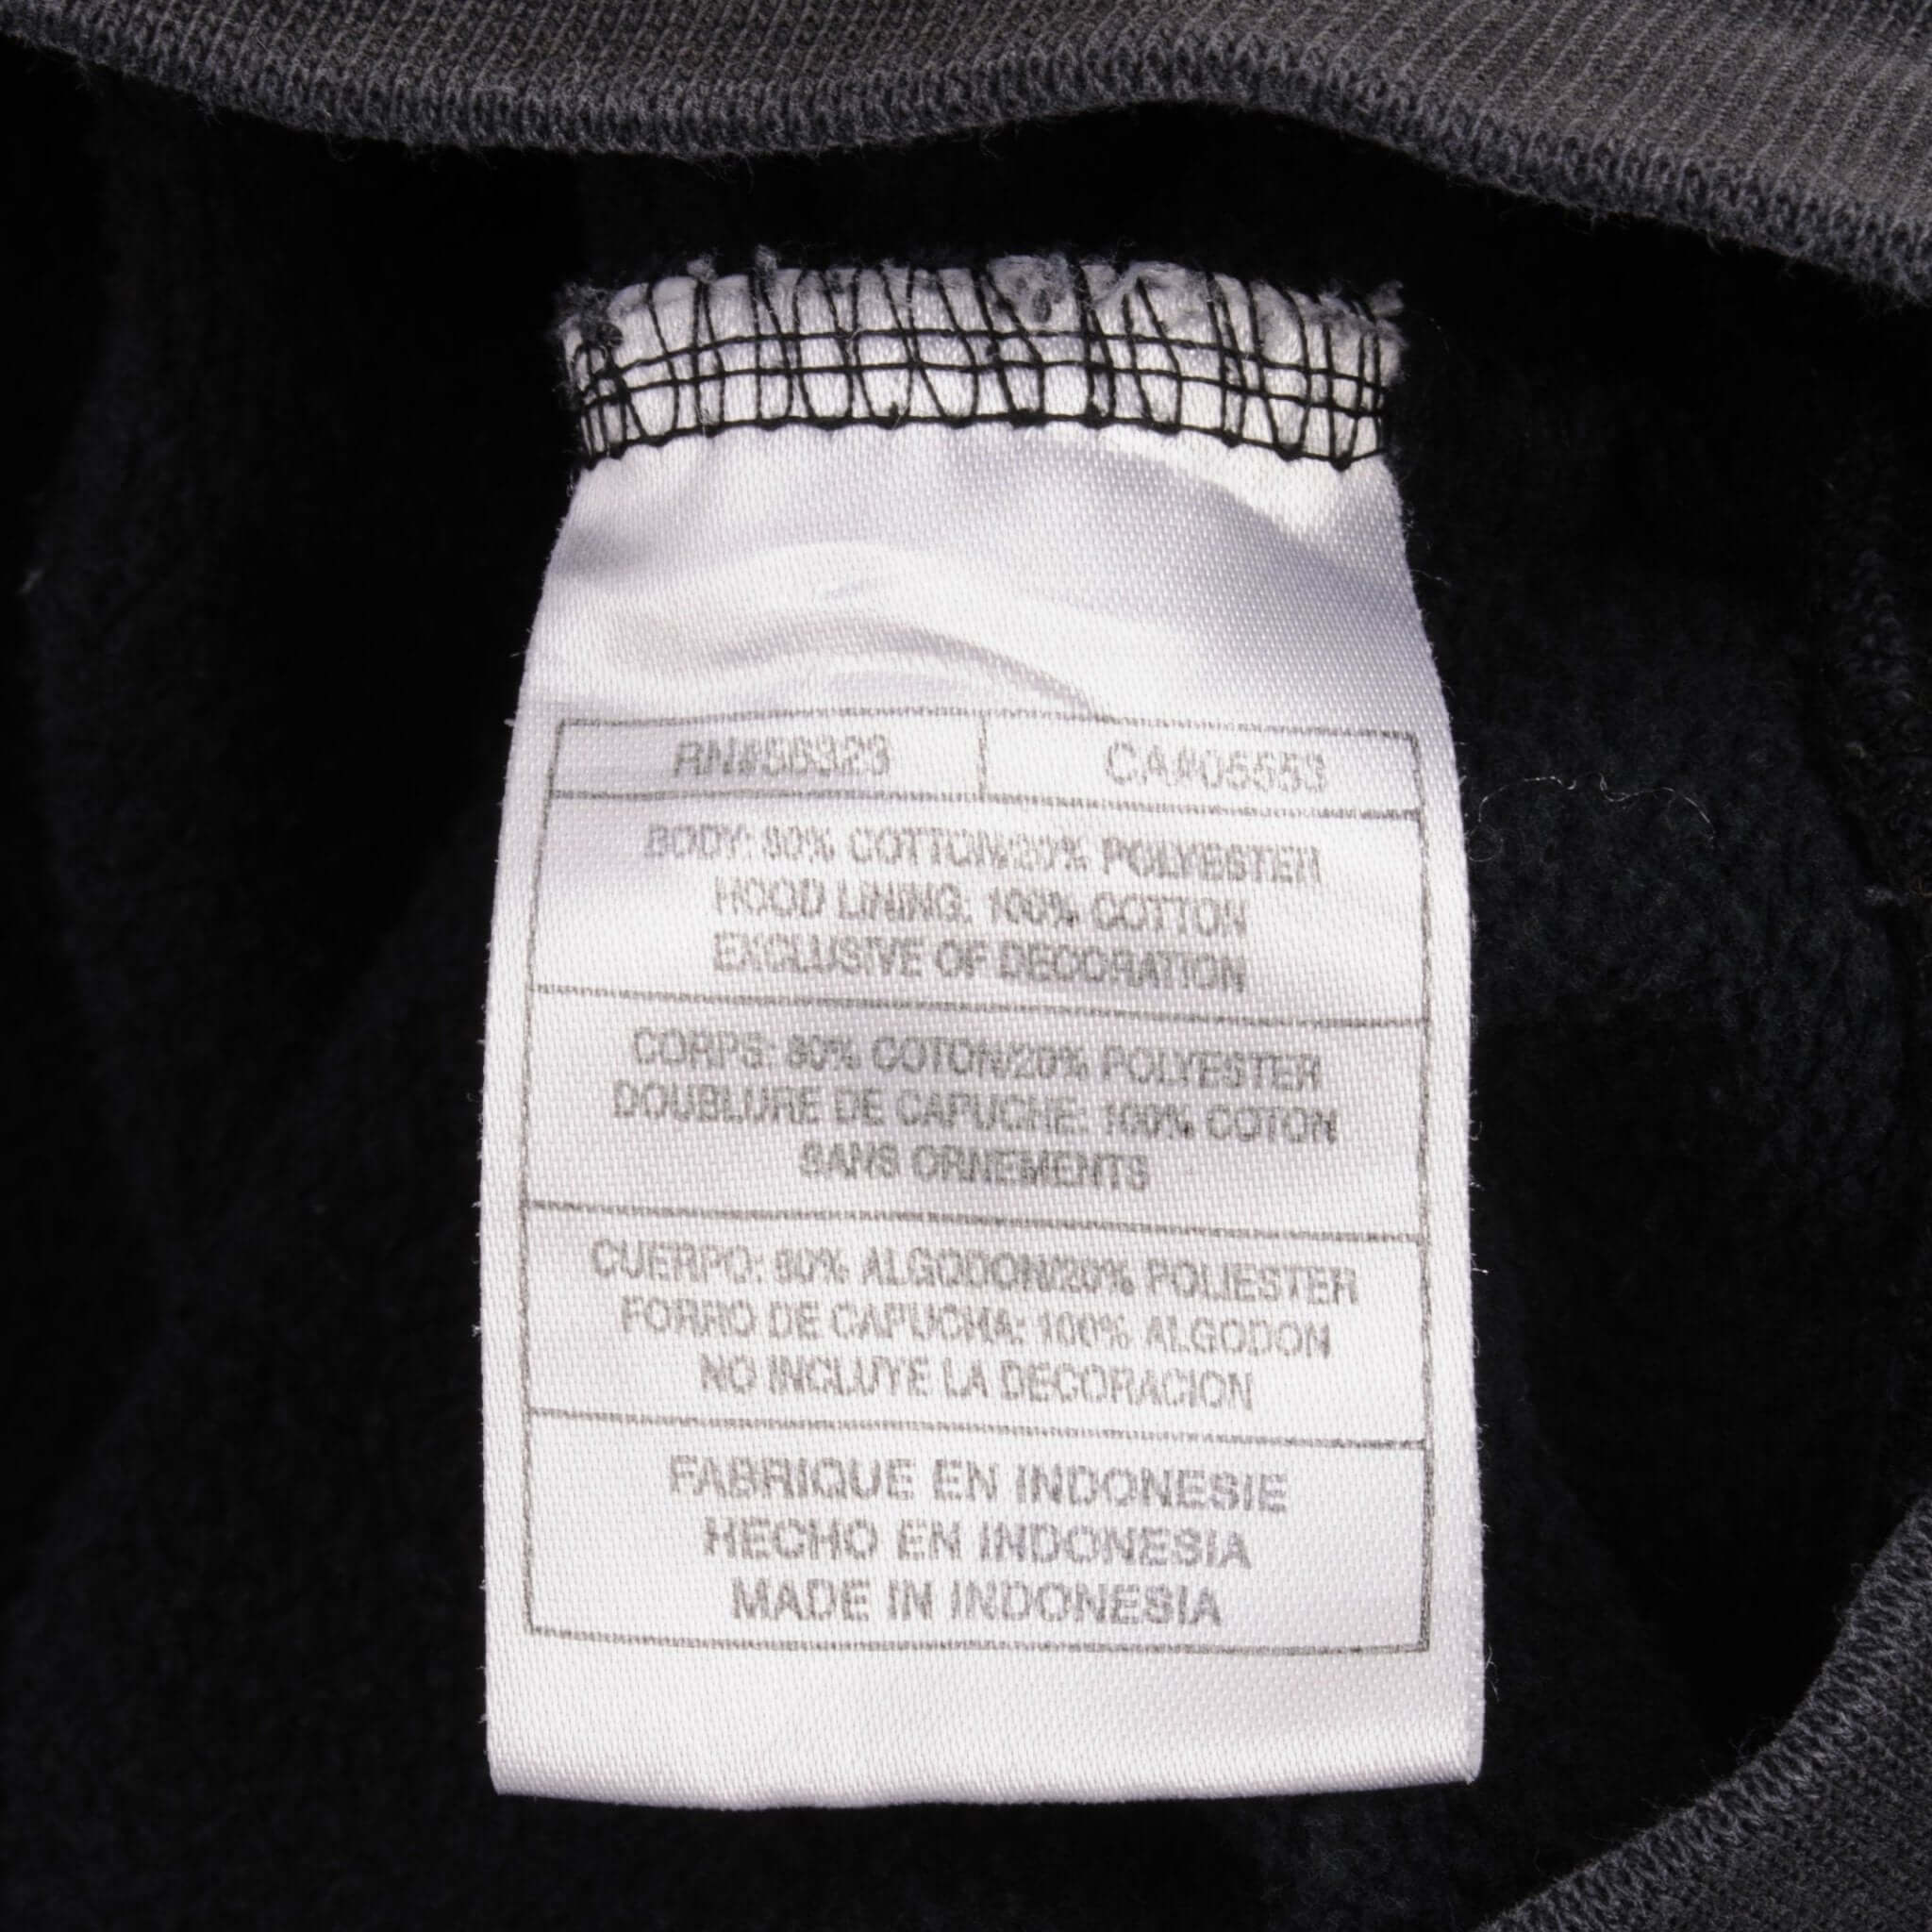 RN#56323 CA#05553
BODY: 80% COTTON/20% POLYESTER
HOOD LINING: 100% COTTON
EXCLUSIVE OF DECORATION
CORPS: 80% COTON/20% POLYESTER
DOUBLURE DE CAPUCHE: 100% COTON
SANS ORNEMENTS
CUERPO: 80% ALGODON/20% POLIESTER
FORRO DE CAPUCHA: 100% ALGODON
NO INCLUYE LA DECORACION
FABRIQUE EN INDONESIE
HECHO EN INDONESIA
MADE IN INDONESIA